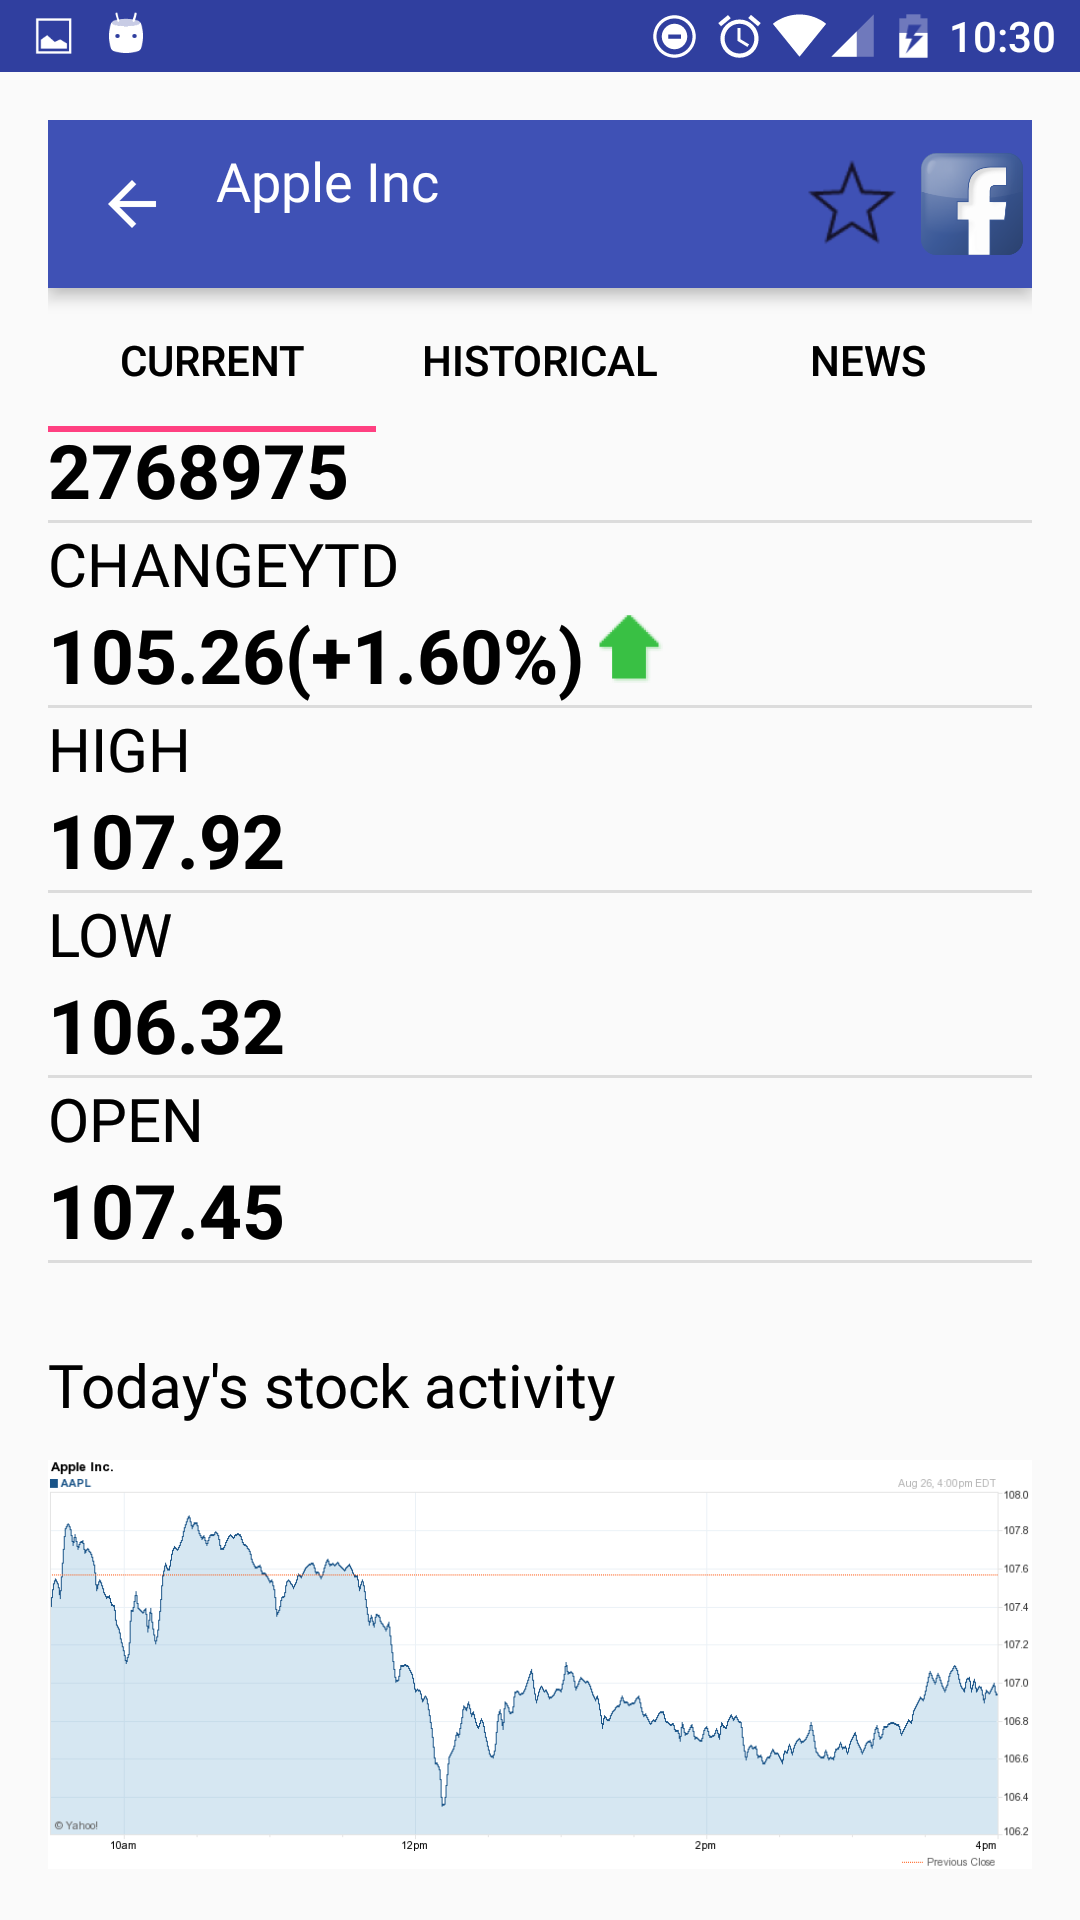 10:30
Apple Inc
CURRENT HISTORICAL NEWS
2768975
CHANGEYTD
105.26(+1.60%)
HIGH
107.92
LOW
106.32
OPEN
107.45
Today's stock activity
Apple Inc.
AAPL
Aug 26, 4:00pm EDT
108.0
107.8
107.6
107.4
107.2
107.0
106.8
106.6
106.4
106.2
© Yahoo!
10am 12pm 2pm 4pm
Previous Close